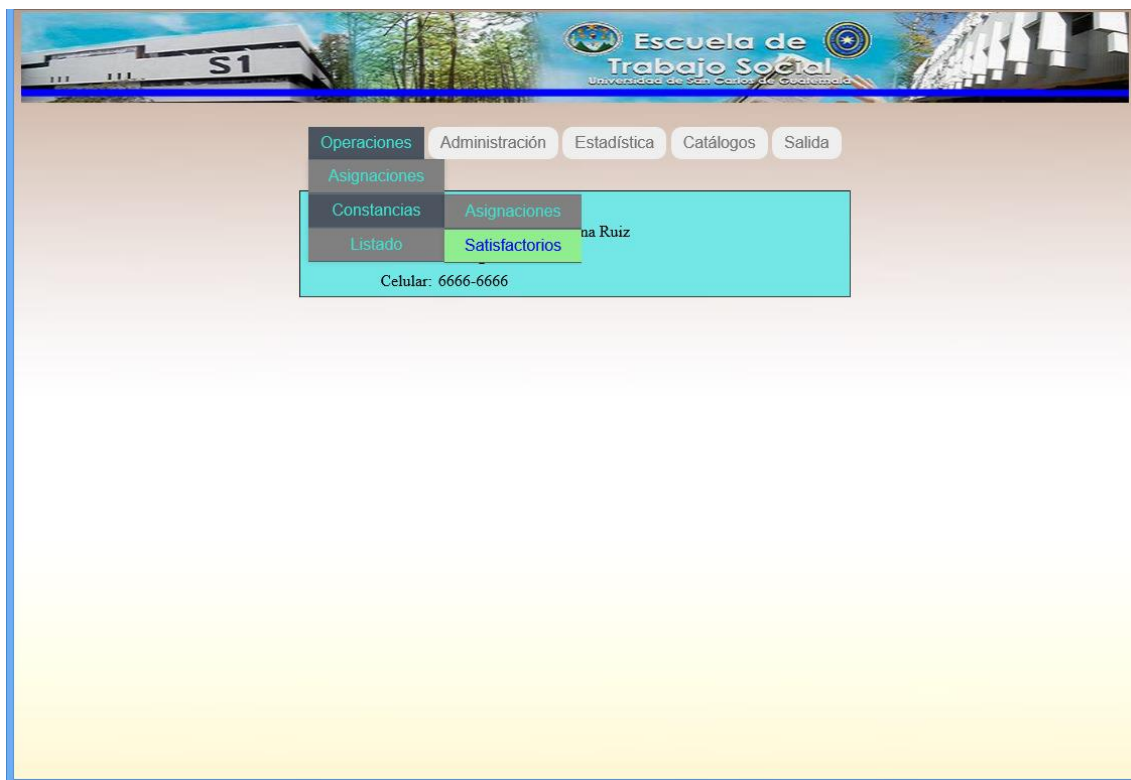 S1
Escuela de
Trabajo Social
Universidad de San Carlos de Guatemala
Operaciones Administración Estadística Catálogos Salida
Asignaciones
Constancias Asignaciones
na Ruiz
Listado Satisfactorios
Celular: 6666-6666